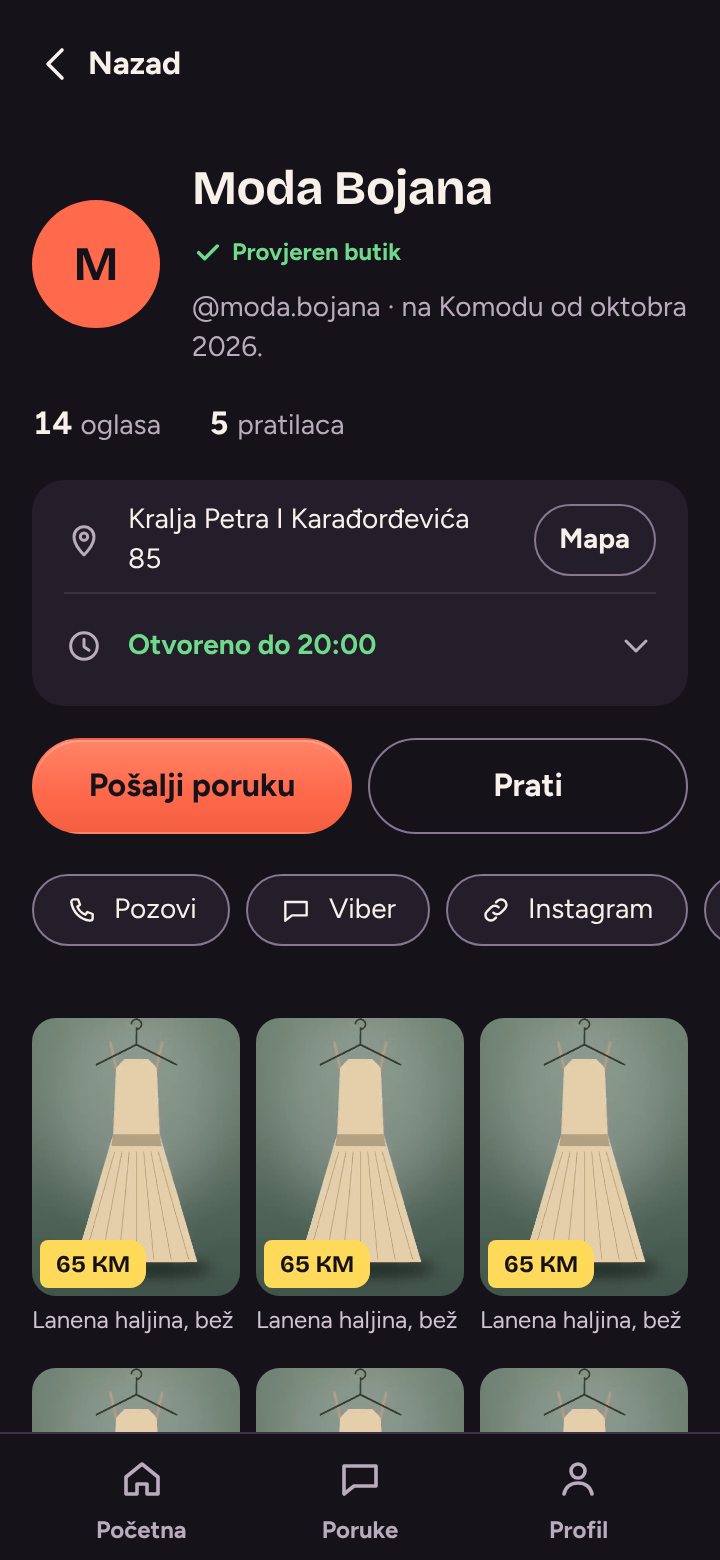 Nazad
Moda Bojana
M
Provjeren butik
@moda.bojana · na Komodu od oktobra
2026.
14 oglasa 5 pratilaca
Kralja Petra I Karađorđevića
85
Mapa
Otvoreno do 20:00
Pošalji poruku Prati
Pozovi Viber Instagram
65 KM 65 KM 65 KM
Lanena haljina, bež Lanena haljina, bež Lanena haljina, bež
Početna Poruke Profil